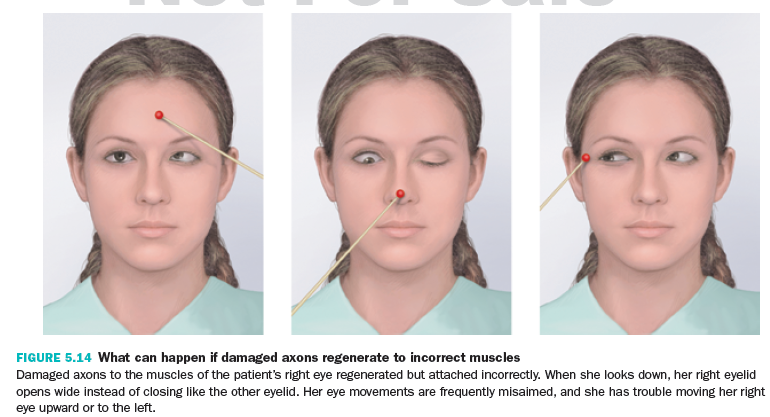 Not For Sale
FIGURE 5.14 What can happen if damaged axons regenerate to incorrect muscles
Damaged axons to the muscles of the patient's right eye regenerated but attached incorrectly. When she looks down, her right eyelid
opens wide instead of closing like the other eyelid. Her eye movements are frequently misaimed, and she has trouble moving her right
eye upward or to the left.